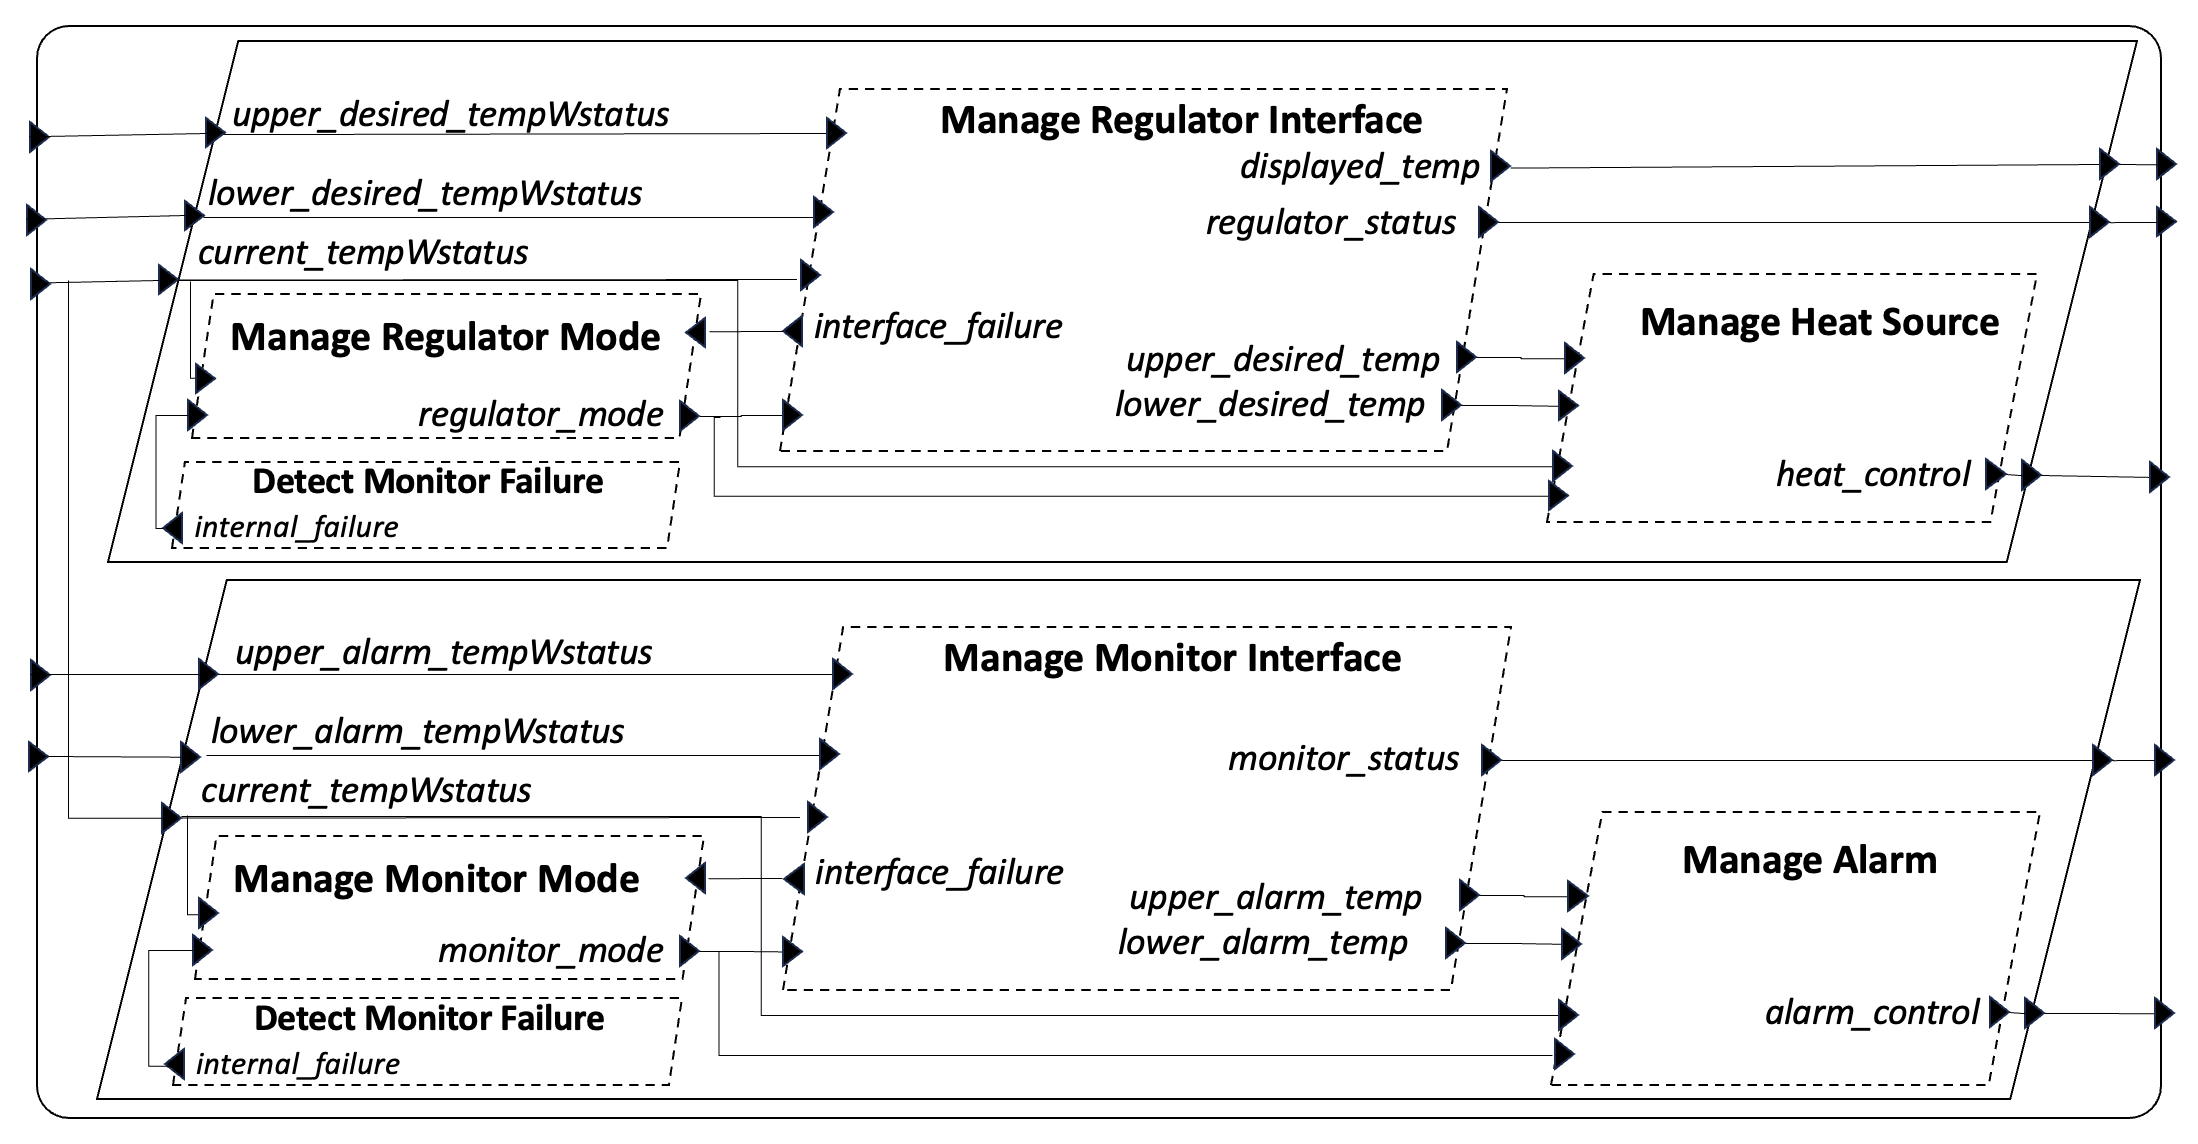 upper_desired_tempWstatus
Manage Regulator Interface
displayed_temp
lower_desired_tempWstatus
regulator_status
current_tempWstatus
Manage Regulator Mode
interface_failure
Manage Heat Source
upper_desired_temp
regulator_mode
lower_desired_temp
Detect Monitor Failure
heat_control
internal_failure
upper_alarm_tempWstatus
Manage Monitor Interface
lower_alarm_tempWstatus
monitor_status
current_tempWstatus
Manage Monitor Mode
interface_failure
Manage Alarm
upper_alarm_temp
monitor_mode
lower_alarm_temp
Detect Monitor Failure
alarm_control
internal_failure